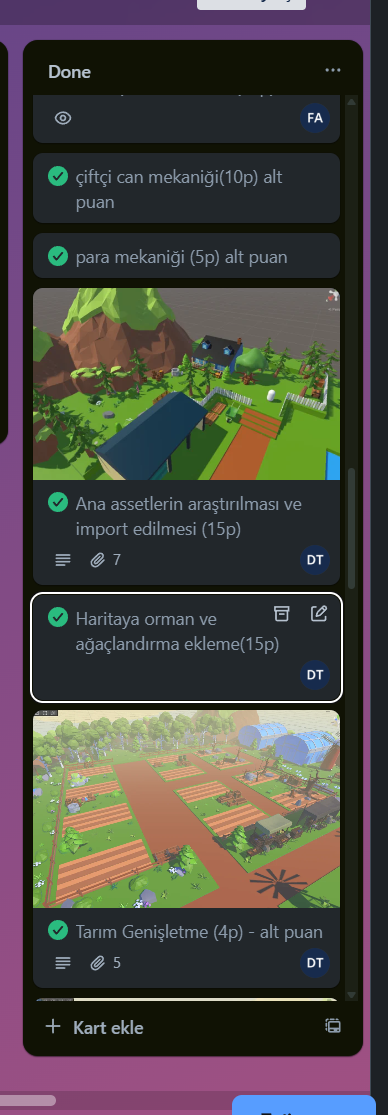 Done
FA
çiftçi can mekaniği(10p) alt
puan
para mekaniği (5p) alt puan
Ana assetlerin araştırılması ve
import edilmesi (15p)
7
DT
Haritaya orman ve
ağaçlandırma ekleme(15p)
DT
Tarım Genişletme (4p) - alt puan
5
DT
Kart ekle